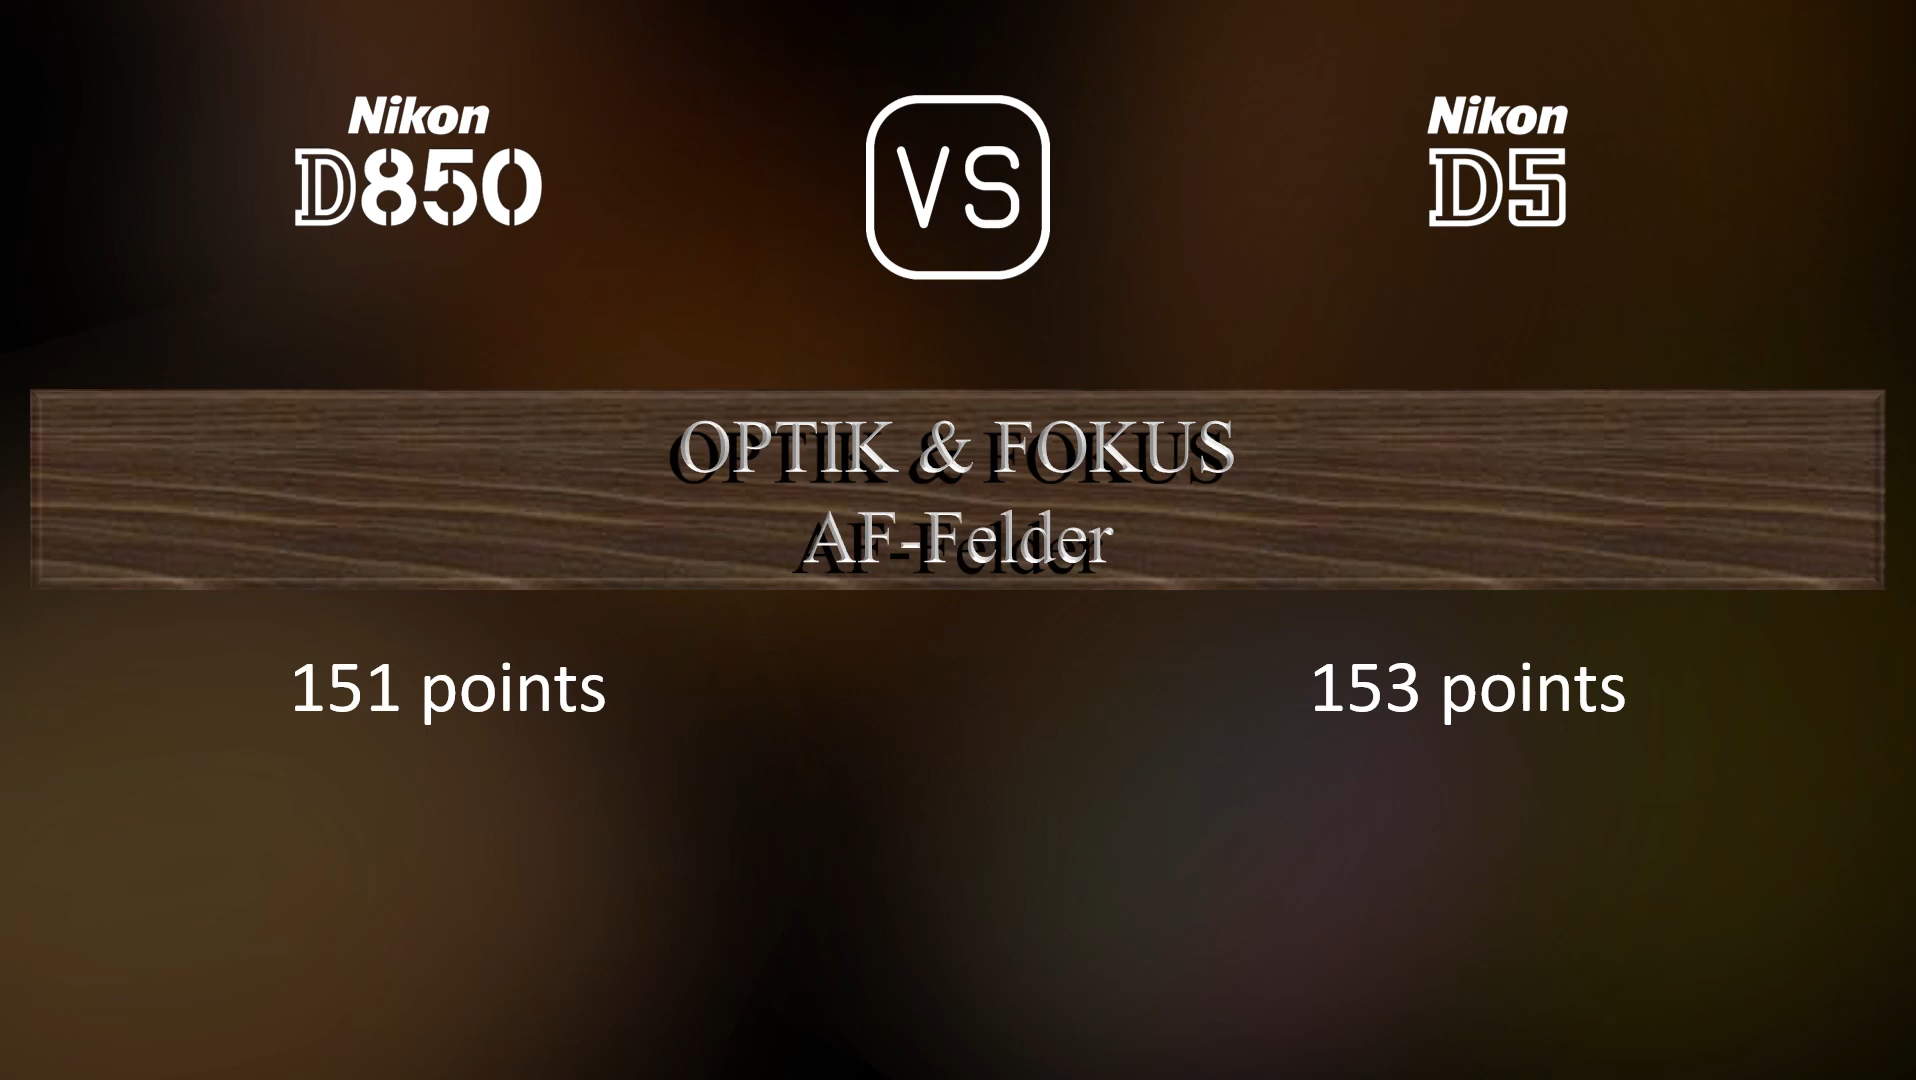 Nikon
D850
VS
Nikon
D5
OPTIK & FOKUS
AF-Felder
151 points
153 points